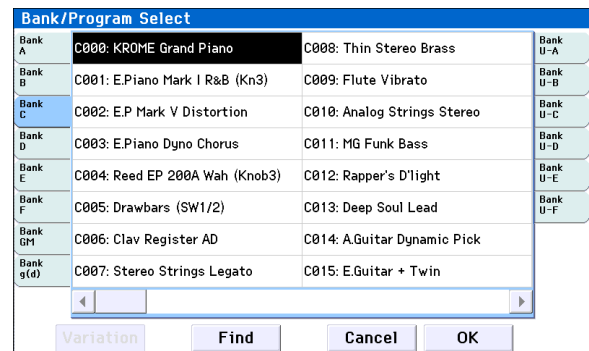 Bank/Program Select
Bank A
Bank B
Bank C
Bank D
Bank E
Bank F
Bank GM
Bank g(d)
C000: KROME Grand Piano
C001: E.Piano Mark I R&B (Kn3)
C002: E.P Mark V Distortion
C003: E.Piano Dyno Chorus
C004: Reed EP 200A Wah (Knob3)
C005: Drawbars (SW1/2)
C006: Clav Register AD
C007: Stereo Strings Legato
C008: Thin Stereo Brass
C009: Flute Vibrato
C010: Analog Strings Stereo
C011: MG Funk Bass
C012: Rapper's D'light
C013: Deep Soul Lead
C014: A.Guitar Dynamic Pick
C015: E.Guitar + Twin
Bank U-A
Bank U-B
Bank U-C
Bank U-D
Bank U-E
Bank U-F
Variation
Find
Cancel
OK